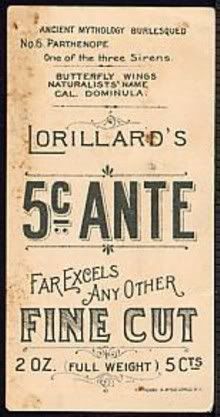 ANCIENT MYTHOLOGY BURLESQUED
No. 6. PARTHENOPE
One of the three Sirens
BUTTERFLY WINGS
NATURALISTS' NAME
CAL. DOMINULA.
LORILLARD'S
5¢ ANTE
FAR EXCELS
ANY OTHER
FINE CUT
2 OZ. (FULL WEIGHT) 5 CTS